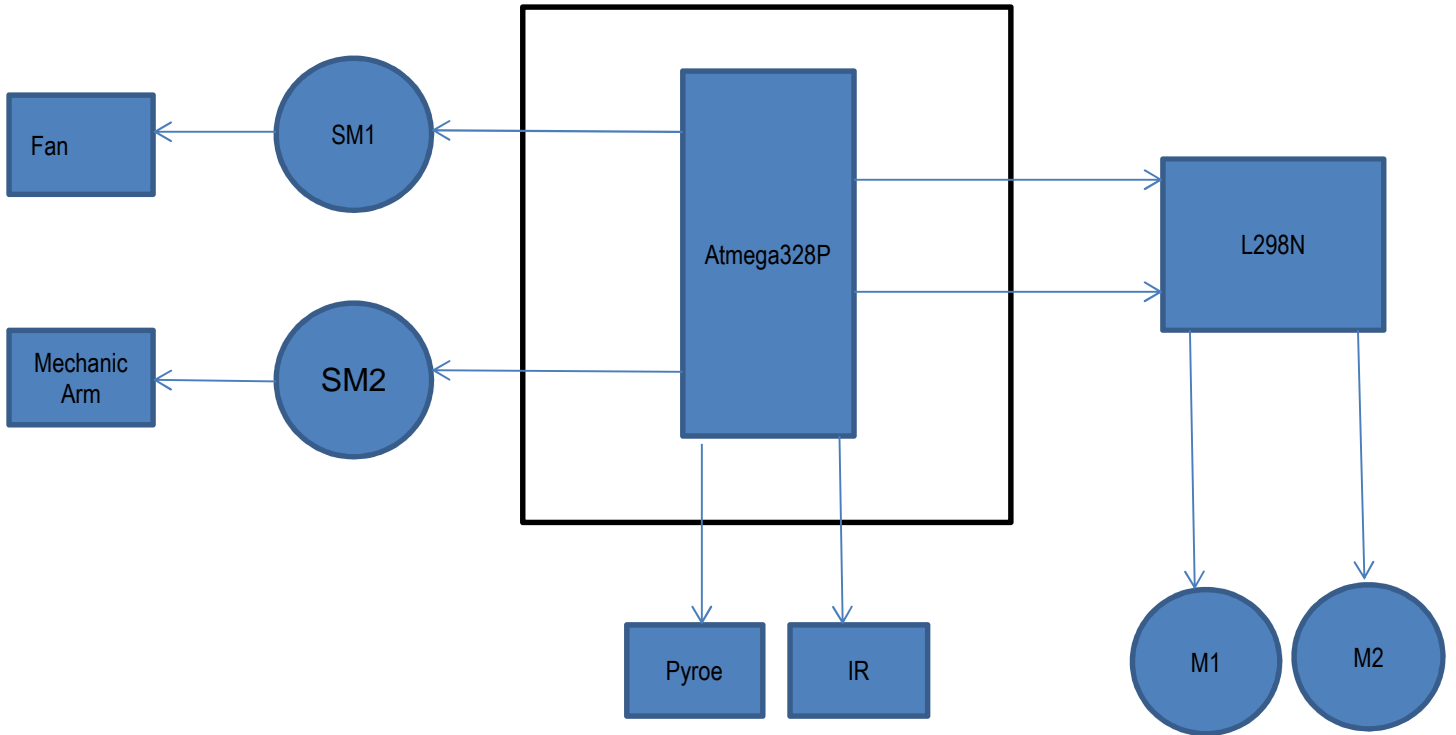 Fan
SM1
Atmega328P
L298N
Mechanic
Arm
SM2
Pyroe
IR
M1
M2